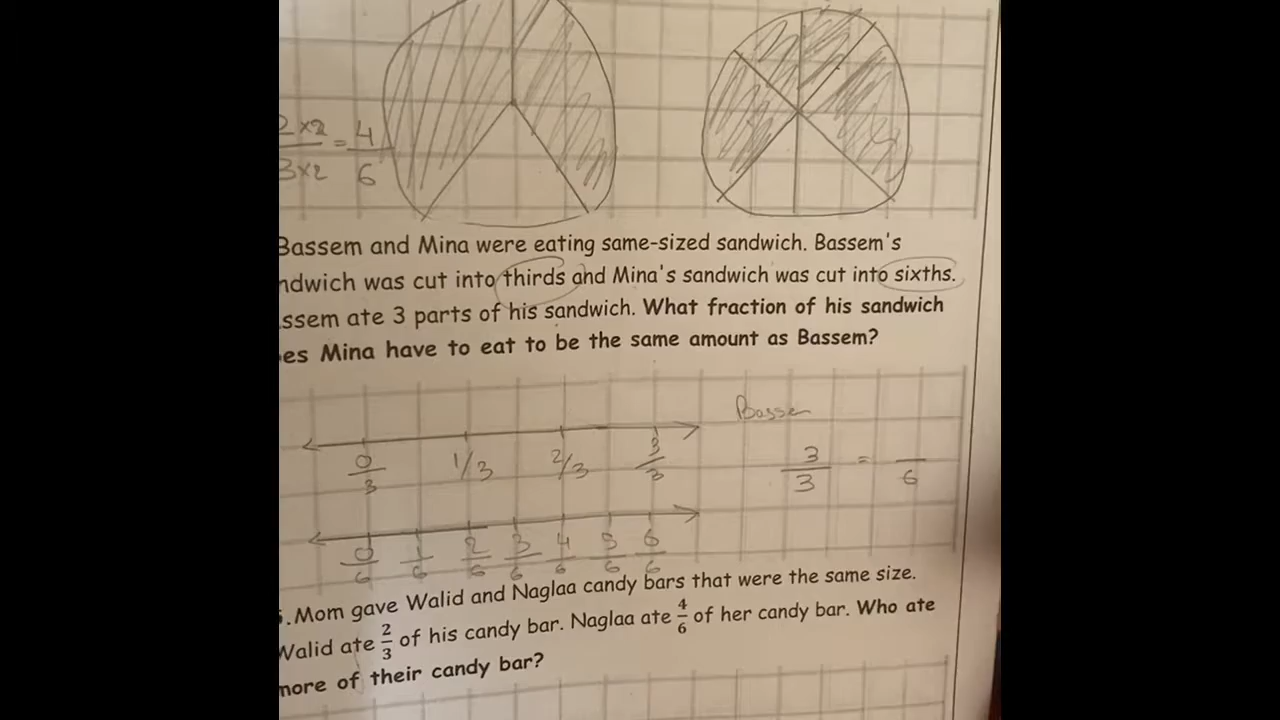 2×2 = 4
3×2 6
Bassem and Mina were eating same-sized sandwich. Bassem's
ndwich was cut into thirds and Mina's sandwich was cut into sixths.
ssem ate 3 parts of his sandwich. What fraction of his sandwich
es Mina have to eat to be the same amount as Bassem?
Basse
0/3 1/3 2/3 3/3
3/3 = /6
0/6 1/6 2/6 3/6 4/6 5/6 6/6
.Mom gave Walid and Naglaa candy bars that were the same size.
Walid ate 2/3 of his candy bar. Naglaa ate 4/6 of her candy bar. Who ate
more of their candy bar?